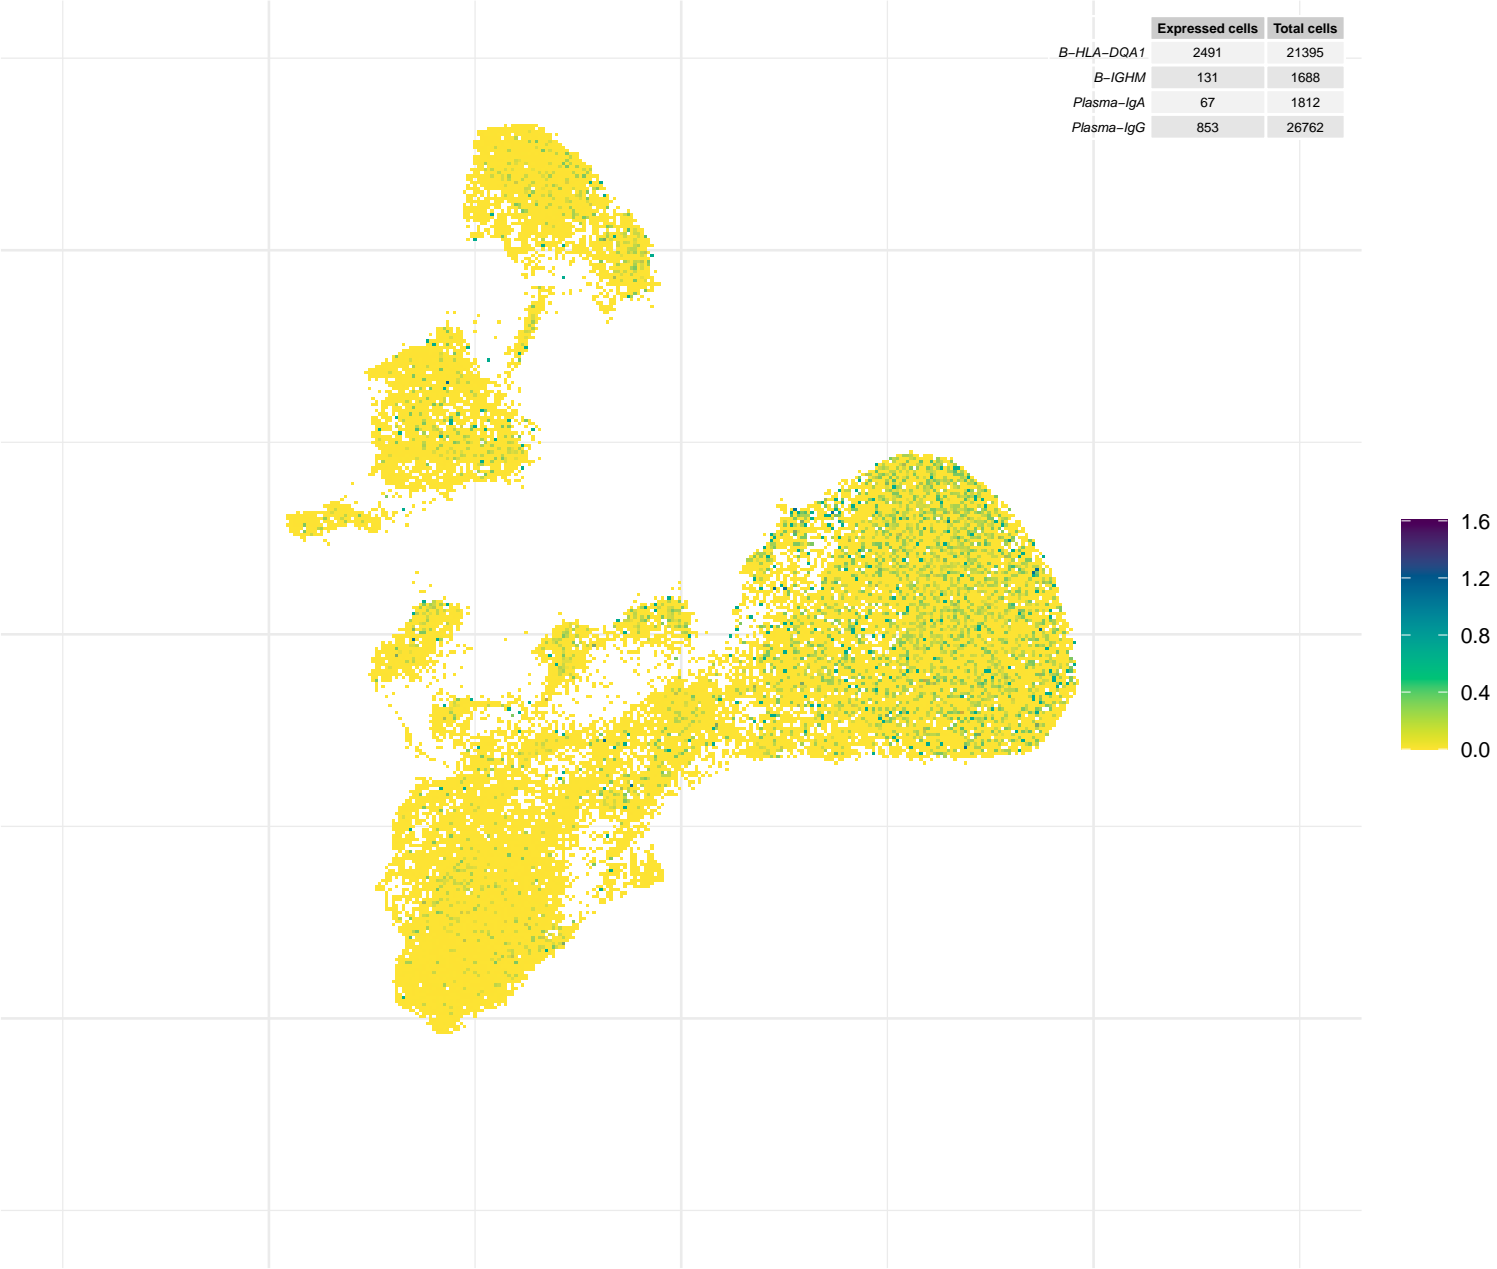 Expressed cells Total cells
B−HLA−DQA1 2491 21395
B−IGHM 131 1688
Plasma−IgA 67 1812
Plasma−IgG 853 26762
1.6
1.2
0.8
0.4
0.0